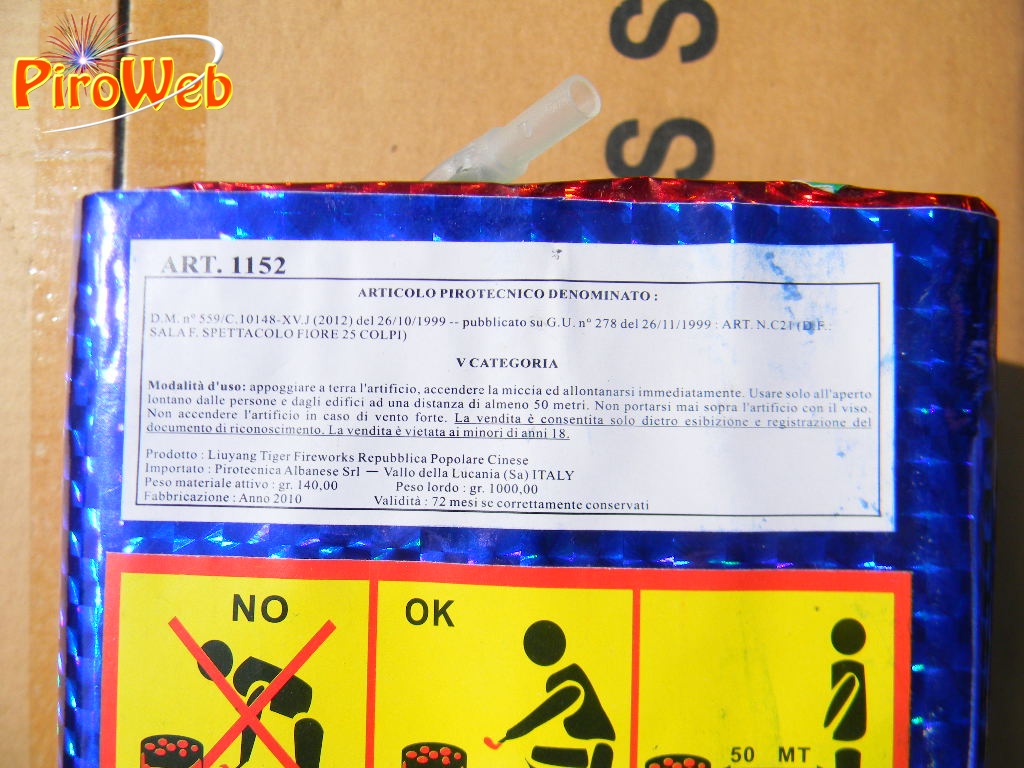 PiroWeb
S S
ART. 1152
ARTICOLO PIROTECNICO DENOMINATO :
D.M. n° 559/C.10148-XV.J (2012) del 26/10/1999 -- pubblicato su G.U. n° 278 del 26/11/1999 : ART. N.C21 (D.F.:
SALA F. SPETTACOLO FIORE 25 COLPI)
V CATEGORIA
Modalità d'uso: appoggiare a terra l'artificio, accendere la miccia ed allontanarsi immediatamente. Usare solo all'aperto
lontano dalle persone e dagli edifici ad una distanza di almeno 50 metri. Non portarsi mai sopra l'artificio con il viso.
Non accendere l'artificio in caso di vento forte. La vendita è consentita solo dietro esibizione e registrazione del
documento di riconoscimento. La vendita è vietata ai minori di anni 18.
Prodotto : Liuyang Tiger Fireworks Repubblica Popolare Cinese
Importato : Pirotecnica Albanese Srl — Vallo della Lucania (Sa) ITALY
Peso materiale attivo : gr. 140,00 Peso lordo : gr. 1000,00
Fabbricazione : Anno 2010 Validità : 72 mesi se correttamente conservati
NO
OK
50 MT